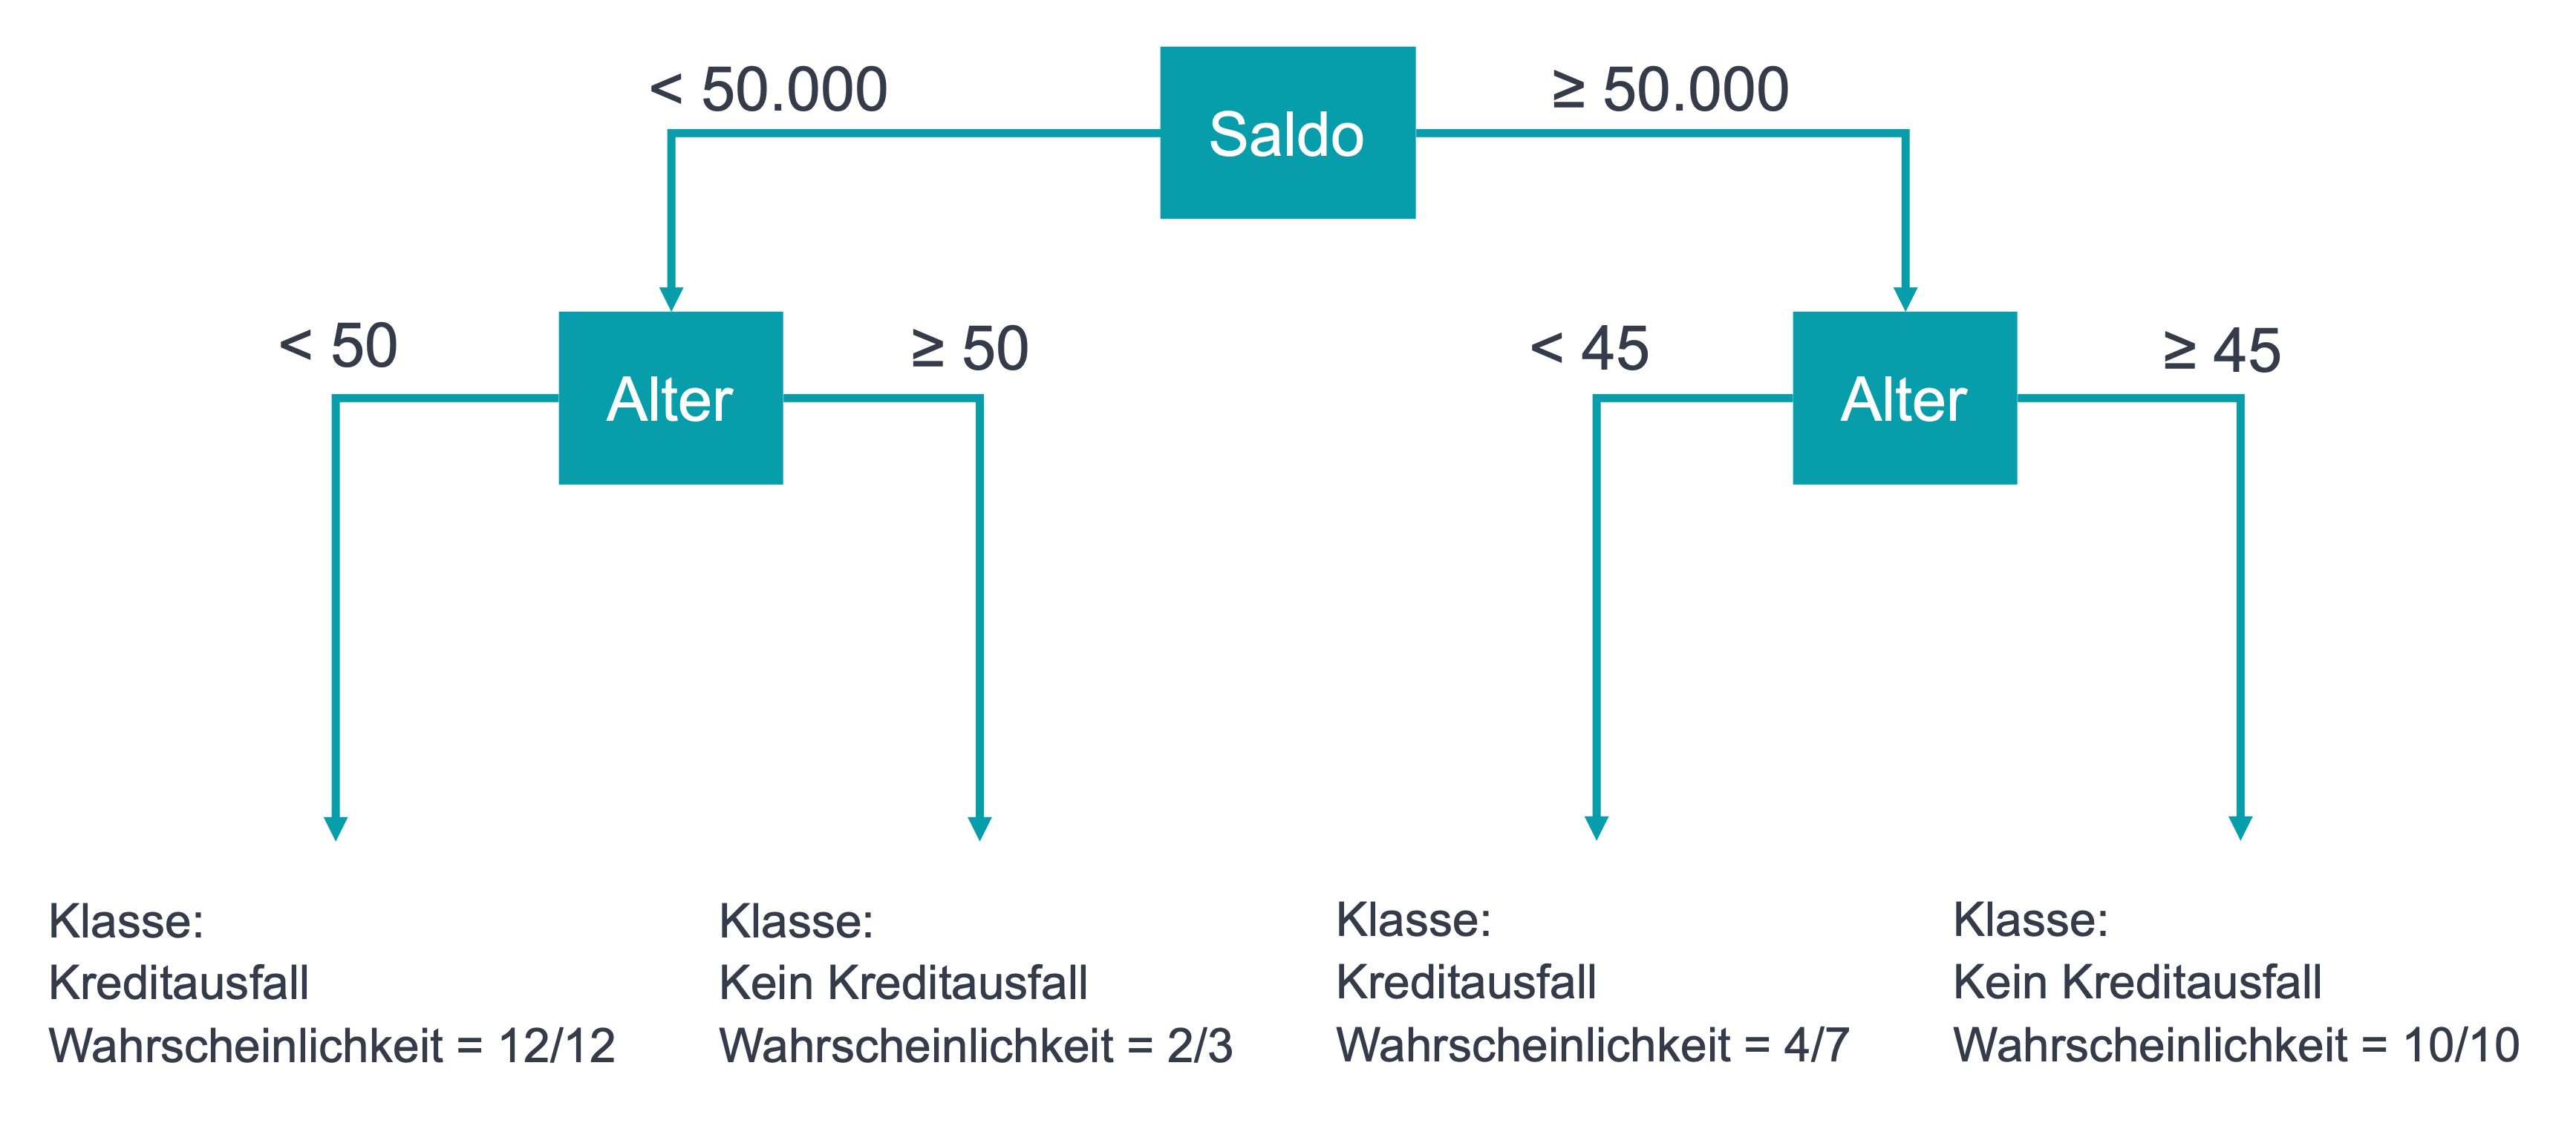 < 50.000
Saldo
≥ 50.000
< 50
Alter
≥ 50
< 45
Alter
≥ 45
Klasse:
Kreditausfall
Wahrscheinlichkeit = 12/12
Klasse:
Kein Kreditausfall
Wahrscheinlichkeit = 2/3
Klasse:
Kreditausfall
Wahrscheinlichkeit = 4/7
Klasse:
Kein Kreditausfall
Wahrscheinlichkeit = 10/10